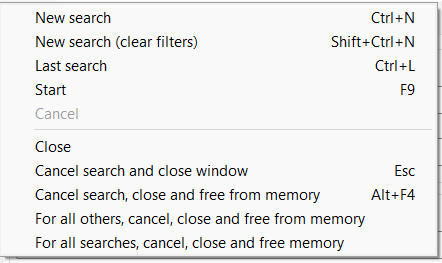 New search Ctrl+N
New search (clear filters) Shift+Ctrl+N
Last search Ctrl+L
Start F9
Cancel
Close
Cancel search and close window Esc
Cancel search, close and free from memory Alt+F4
For all others, cancel, close and free from memory
For all searches, cancel, close and free memory